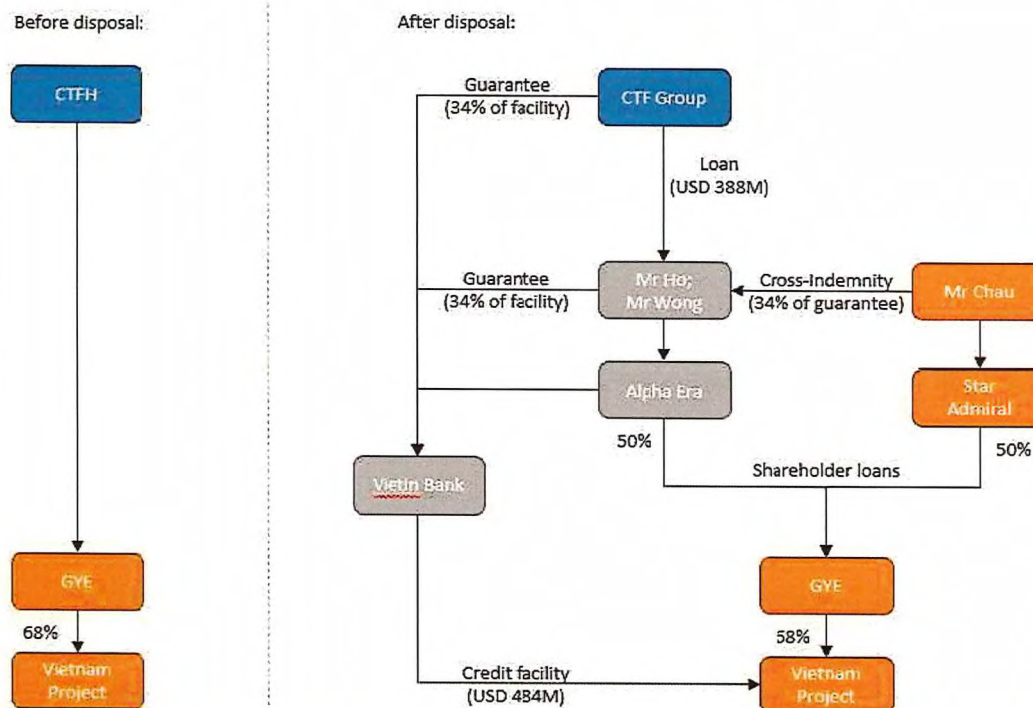 Before disposal:
CTFH
GYE
68%
Vietnam
Project
After disposal:
Guarantee
(34% of facility)
CTF Group
Loan
(USD 388M)
Guarantee
(34% of facility)
Mr Ho;
Mr Wong
Cross-Indemnity
(34% of guarantee)
Mr Chau
Alpha Era
Star
Admiral
50%
50%
Shareholder loans
Vietin Bank
GYE
58%
Credit facility
(USD 484M)
Vietnam
Project